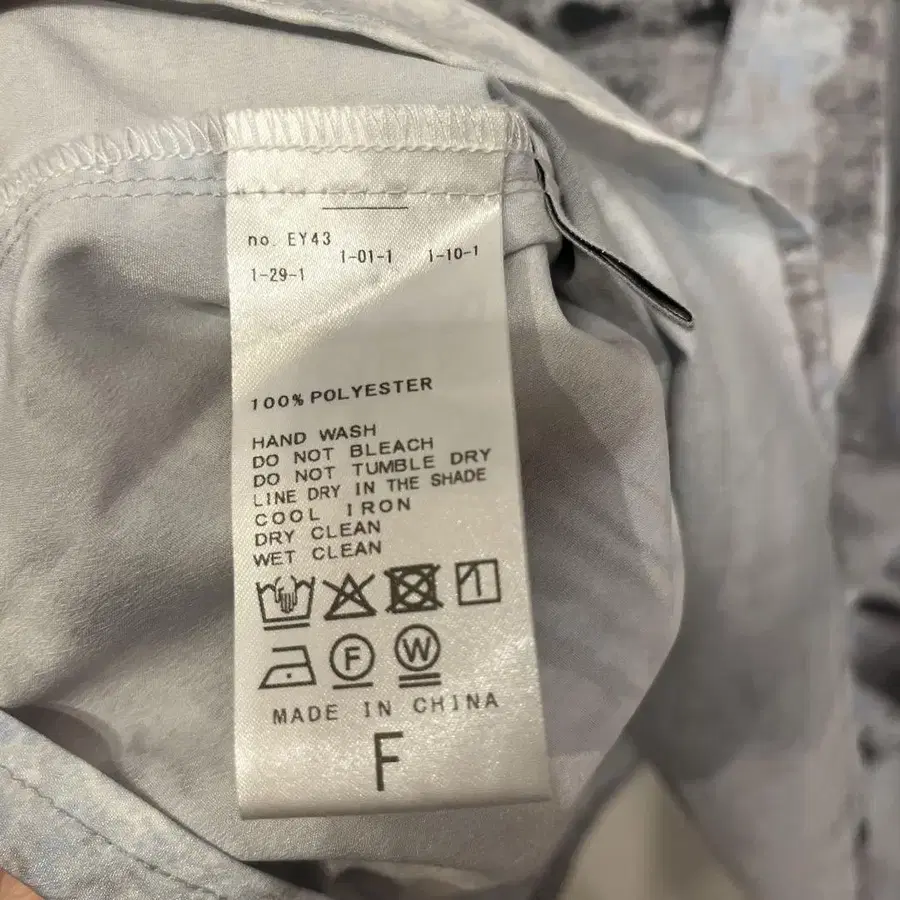 no. EY43
1-29-1 1-01-1 1-10-1
100% POLYESTER
HAND WASH
DO NOT BLEACH
DO NOT TUMBLE DRY
LINE DRY IN THE SHADE
COOL IRON
DRY CLEAN
WET CLEAN
F W
MADE IN CHINA
F